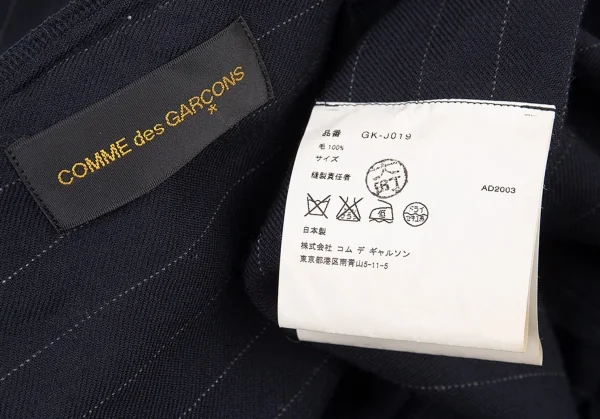 COMME des GARCONS
*
品番 GK-J019
毛 100%
サイズ
縫製責任者
AD2003
日本製
株式会社 コム デ ギャルソン
東京都港区南青山5-11-5